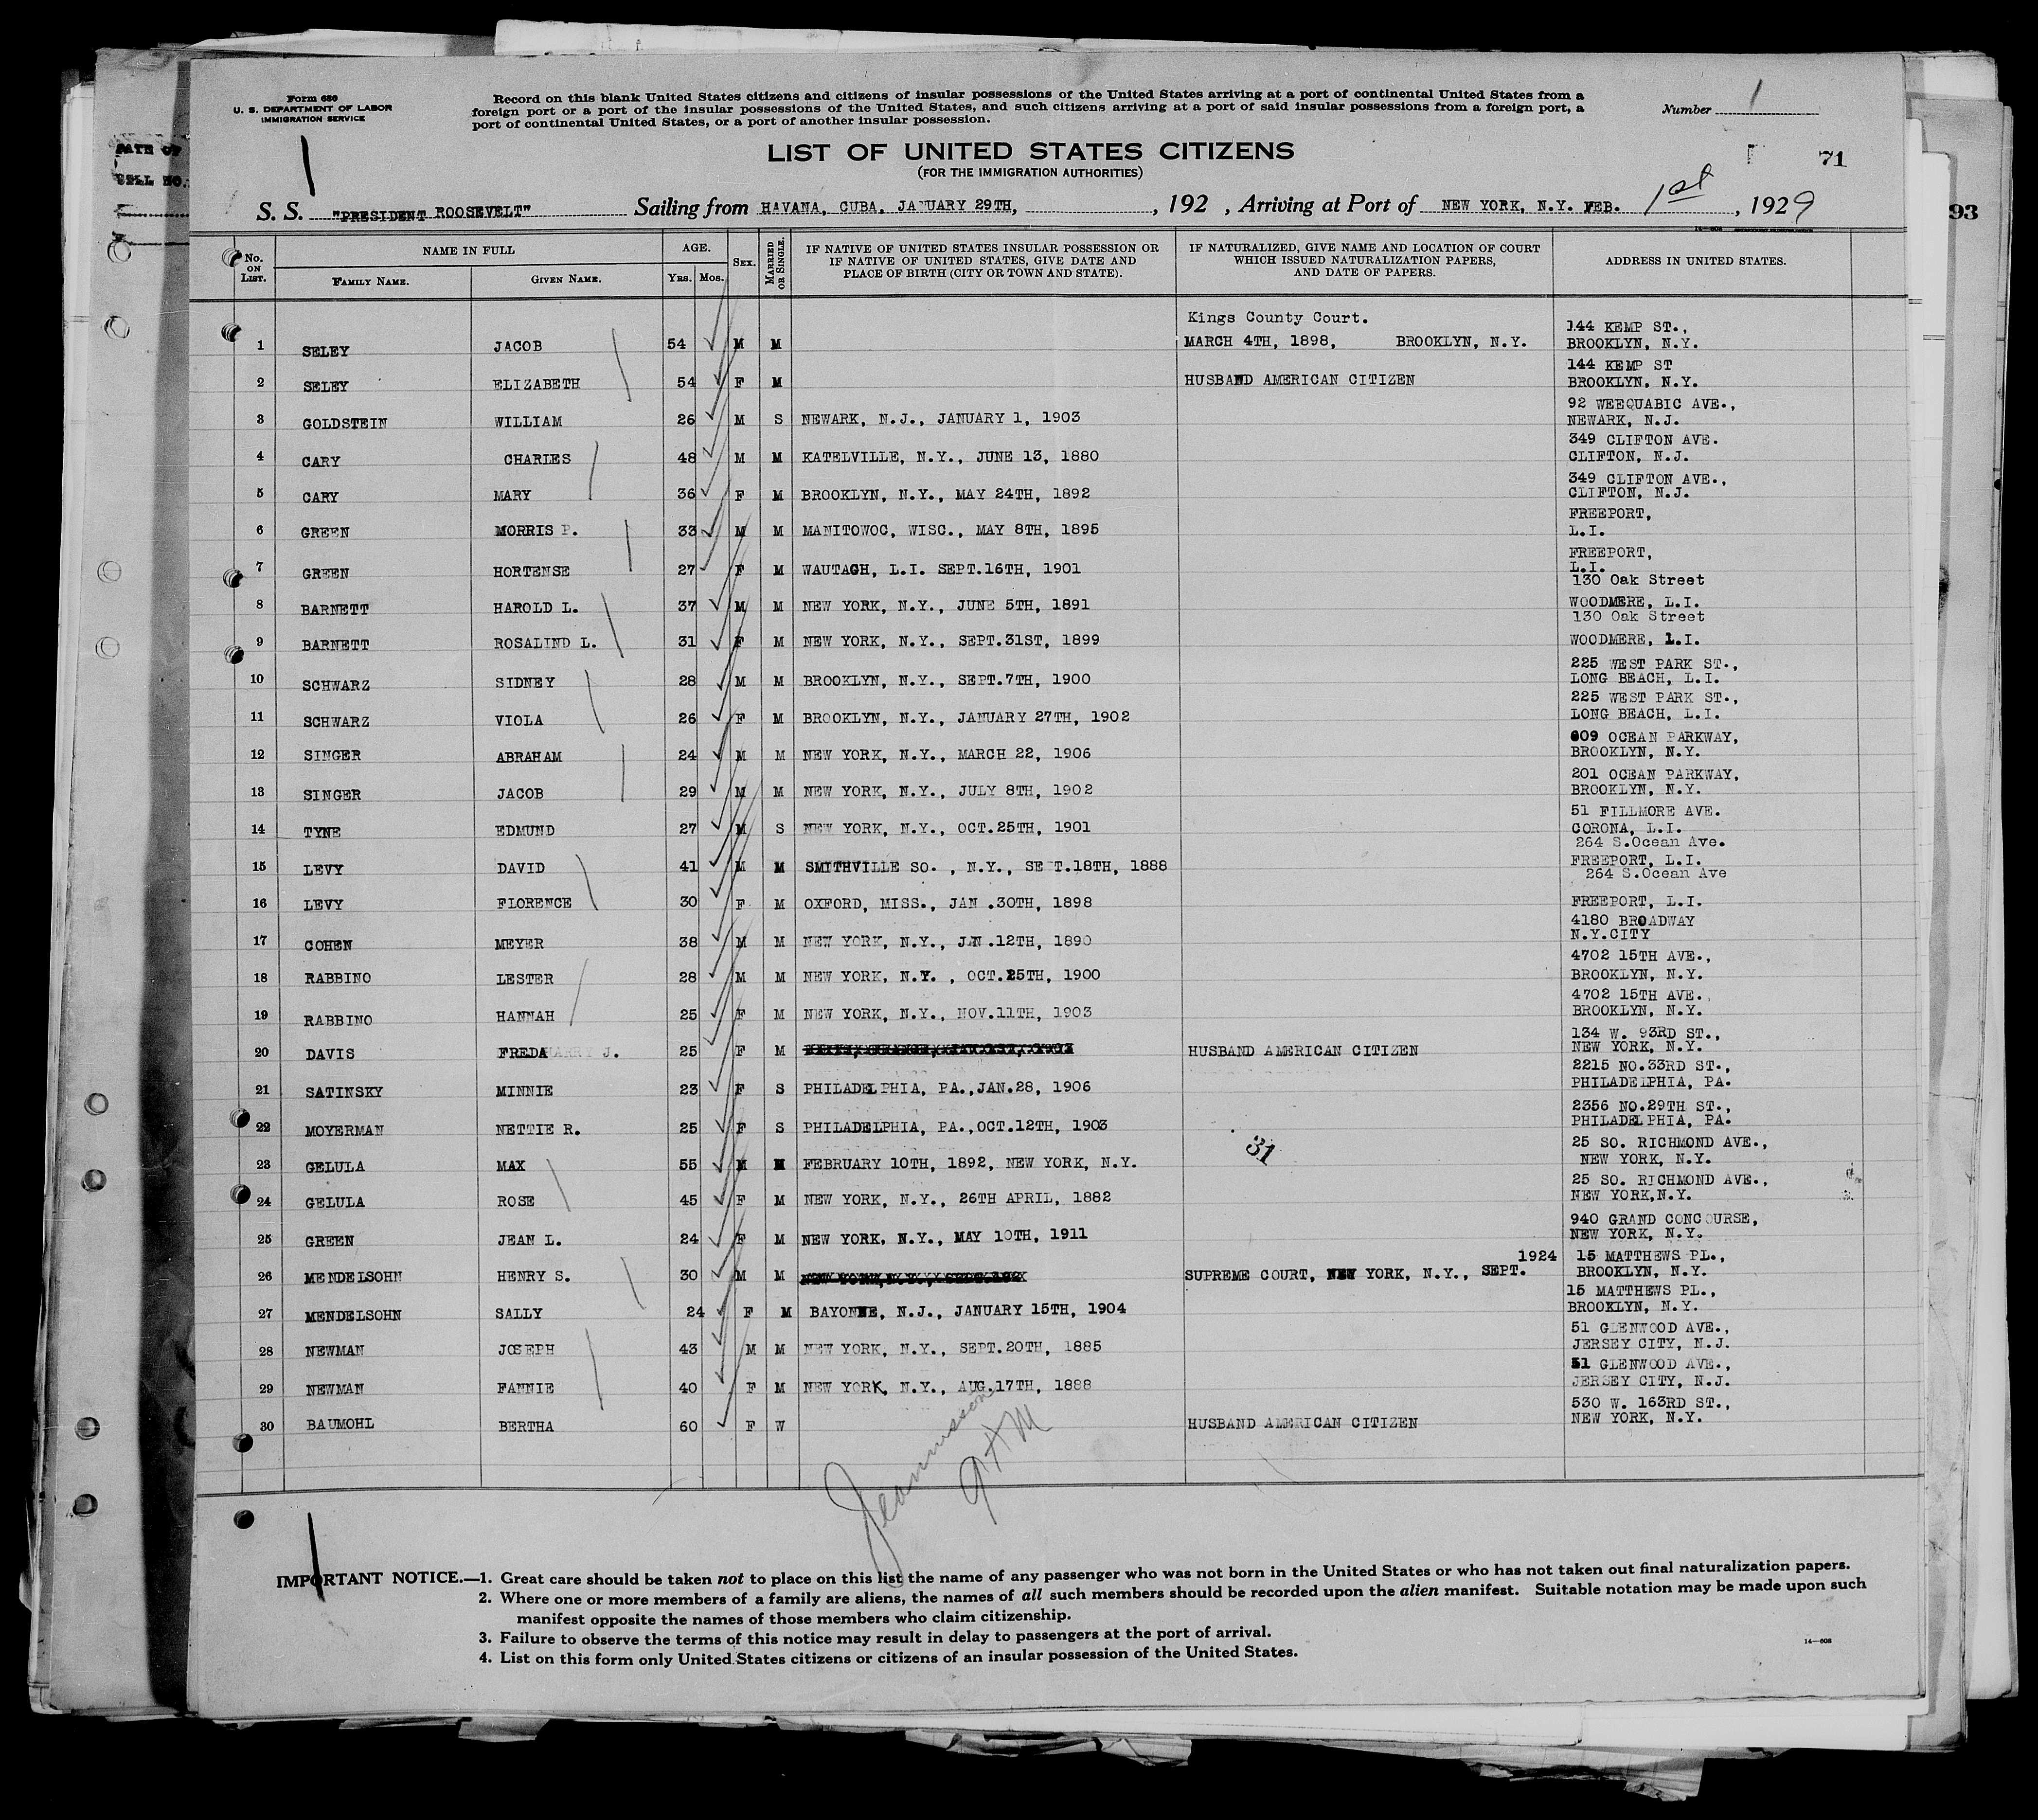 Form 630
U. S. DEPARTMENT OF LABOR
IMMIGRATION SERVICE
Record on this blank United States citizens and citizens of insular possessions of the United States arriving at a port of continental United States from a
foreign port or a port of the insular possessions of the United States, and such citizens arriving at a port of said insular possessions from a foreign port, a
port of continental United States, or a port of another insular possession.
Number 1
71
93
LIST OF UNITED STATES CITIZENS
(FOR THE IMMIGRATION AUTHORITIES)
S. S. "PRESIDENT ROOSEVELT" Sailing from HAVANA, CUBA, JANUARY 29TH, , 192 , Arriving at Port of NEW YORK, N.Y. FEB. 1st , 1929
No. ON LIST. NAME IN FULL AGE. SEX. MARRIED OR SINGLE. IF NATIVE OF UNITED STATES INSULAR POSSESSION OR IF NATIVE OF UNITED STATES, GIVE DATE AND PLACE OF BIRTH (CITY OR TOWN AND STATE). IF NATURALIZED, GIVE NAME AND LOCATION OF COURT WHICH ISSUED NATURALIZATION PAPERS, AND DATE OF PAPERS. ADDRESS IN UNITED STATES.
FAMILY NAME. GIVEN NAME. YRS. MOS.
Kings County Court. 144 KEMP ST.,
1 SELEY JACOB 54 M M MARCH 4TH, 1898, BROOKLYN, N.Y. BROOKLYN, N.Y.
144 KEMP ST
2 SELEY ELIZABETH 54 F M HUSBAND AMERICAN CITIZEN BROOKLYN, N.Y.
92 WEEQUABIC AVE.,
3 GOLDSTEIN WILLIAM 26 M S NEWARK, N.J., JANUARY 1, 1903 NEWARK, N.J.
349 CLIFTON AVE.
4 CARY CHARLES 48 M M KATELVILLE, N.Y., JUNE 13, 1880 CLIFTON, N.J.
349 CLIFTON AVE.,
5 CARY MARY 36 F M BROOKLYN, N.Y., MAY 24TH, 1892 CLIFTON, N.J.
FREEPORT,
6 GREEN MORRIS P. 33 M M MANITOWOC, WISC., MAY 8TH, 1895 L.I.
FREEPORT,
7 GREEN HORTENSE 27 F M WAUTAGH, L.I. SEPT.16TH, 1901 L.I.
130 Oak Street
8 BARNETT HAROLD L. 37 M M NEW YORK, N.Y., JUNE 5TH, 1891 WOODMERE, L.I.
130 Oak Street
9 BARNETT ROSALIND L. 31 F M NEW YORK, N.Y., SEPT.31ST, 1899 WOODMERE, L.I.
225 WEST PARK ST.,
10 SCHWARZ SIDNEY 28 M M BROOKLYN, N.Y., SEPT.7TH, 1900 LONG BEACH, L.I.
225 WEST PARK ST.,
11 SCHWARZ VIOLA 26 F M BROOKLYN, N.Y., JANUARY 27TH, 1902 LONG BEACH, L.I.
609 OCEAN PARKWAY,
12 SINGER ABRAHAM 24 M M NEW YORK, N.Y., MARCH 22, 1906 BROOKLYN, N.Y.
201 OCEAN PARKWAY,
13 SINGER JACOB 29 M M NEW YORK, N.Y., JULY 8TH, 1902 BROOKLYN, N.Y.
51 FILLMORE AVE.
14 TYNE EDMUND 27 M S NEW YORK, N.Y., OCT.25TH, 1901 CORONA, L.I.
264 S.Ocean Ave.
15 LEVY DAVID 41 M M SMITHVILLE SO. , N.Y., SEPT.18TH, 1888 FREEPORT, L.I.
264 S.Ocean Ave
16 LEVY FLORENCE 30 F M OXFORD, MISS., JAN .30TH, 1898 FREEPORT, L.I.
4180 BROADWAY
17 COHEN MEYER 38 M M NEW YORK, N.Y., JAN.12TH, 1890 N.Y.CITY
4702 15TH AVE.,
18 RABBINO LESTER 28 M M NEW YORK, N.Y. , OCT.25TH, 1900 BROOKLYN, N.Y.
4702 15TH AVE.,
19 RABBINO HANNAH 25 F M NEW YORK, N.Y., NOV.11TH, 1903 BROOKLYN, N.Y.
134 W. 93RD ST.,
20 DAVIS FREDA HARRY J. 25 F M HUSBAND AMERICAN CITIZEN NEW YORK, N.Y.
2215 NO.33RD ST.,
21 SATINSKY MINNIE 23 F S PHILADELPHIA, PA.,JAN.28, 1906 PHILADELPHIA, PA.
2356 NO.29TH ST.,
22 MOYERMAN NETTIE R. 25 F S PHILADELPHIA, PA.,OCT.12TH, 1903 PHILADELPHIA, PA.
31 25 SO. RICHMOND AVE.,
23 GELULA MAX 55 M M FEBRUARY 10TH, 1892, NEW YORK, N.Y. NEW YORK, N.Y.
25 SO. RICHMOND AVE.,
24 GELULA ROSE 45 F M NEW YORK, N.Y., 26TH APRIL, 1882 NEW YORK,N.Y.
940 GRAND CONCOURSE,
25 GREEN JEAN L. 24 F M NEW YORK, N.Y., MAY 10TH, 1911 NEW YORK, N.Y.
1924 15 MATTHEWS PL.,
26 MENDELSOHN HENRY S. 30 M M SUPREME COURT, NEW YORK, N.Y., SEPT. BROOKLYN, N.Y.
15 MATTHEWS PL.,
27 MENDELSOHN SALLY 24 F M BAYONNE, N.J., JANUARY 15TH, 1904 BROOKLYN, N.Y.
51 GLENWOOD AVE.,
28 NEWMAN JOSEPH 43 M M NEW YORK, N.Y., SEPT.20TH, 1885 JERSEY CITY, N.J.
51 GLENWOOD AVE.,
29 NEWMAN FANNIE 40 F M NEW YORK, N.Y., AUG.17TH, 1888 JERSEY CITY, N.J.
530 W. 163RD ST.,
30 BAUMOHL BERTHA 60 F W HUSBAND AMERICAN CITIZEN NEW YORK, N.Y.
IMPORTANT NOTICE.—1. Great care should be taken not to place on this list the name of any passenger who was not born in the United States or who has not taken out final naturalization papers.
2. Where one or more members of a family are aliens, the names of all such members should be recorded upon the alien manifest. Suitable notation may be made upon such
manifest opposite the names of those members who claim citizenship.
3. Failure to observe the terms of this notice may result in delay to passengers at the port of arrival.
4. List on this form only United States citizens or citizens of an insular possession of the United States.
14—608